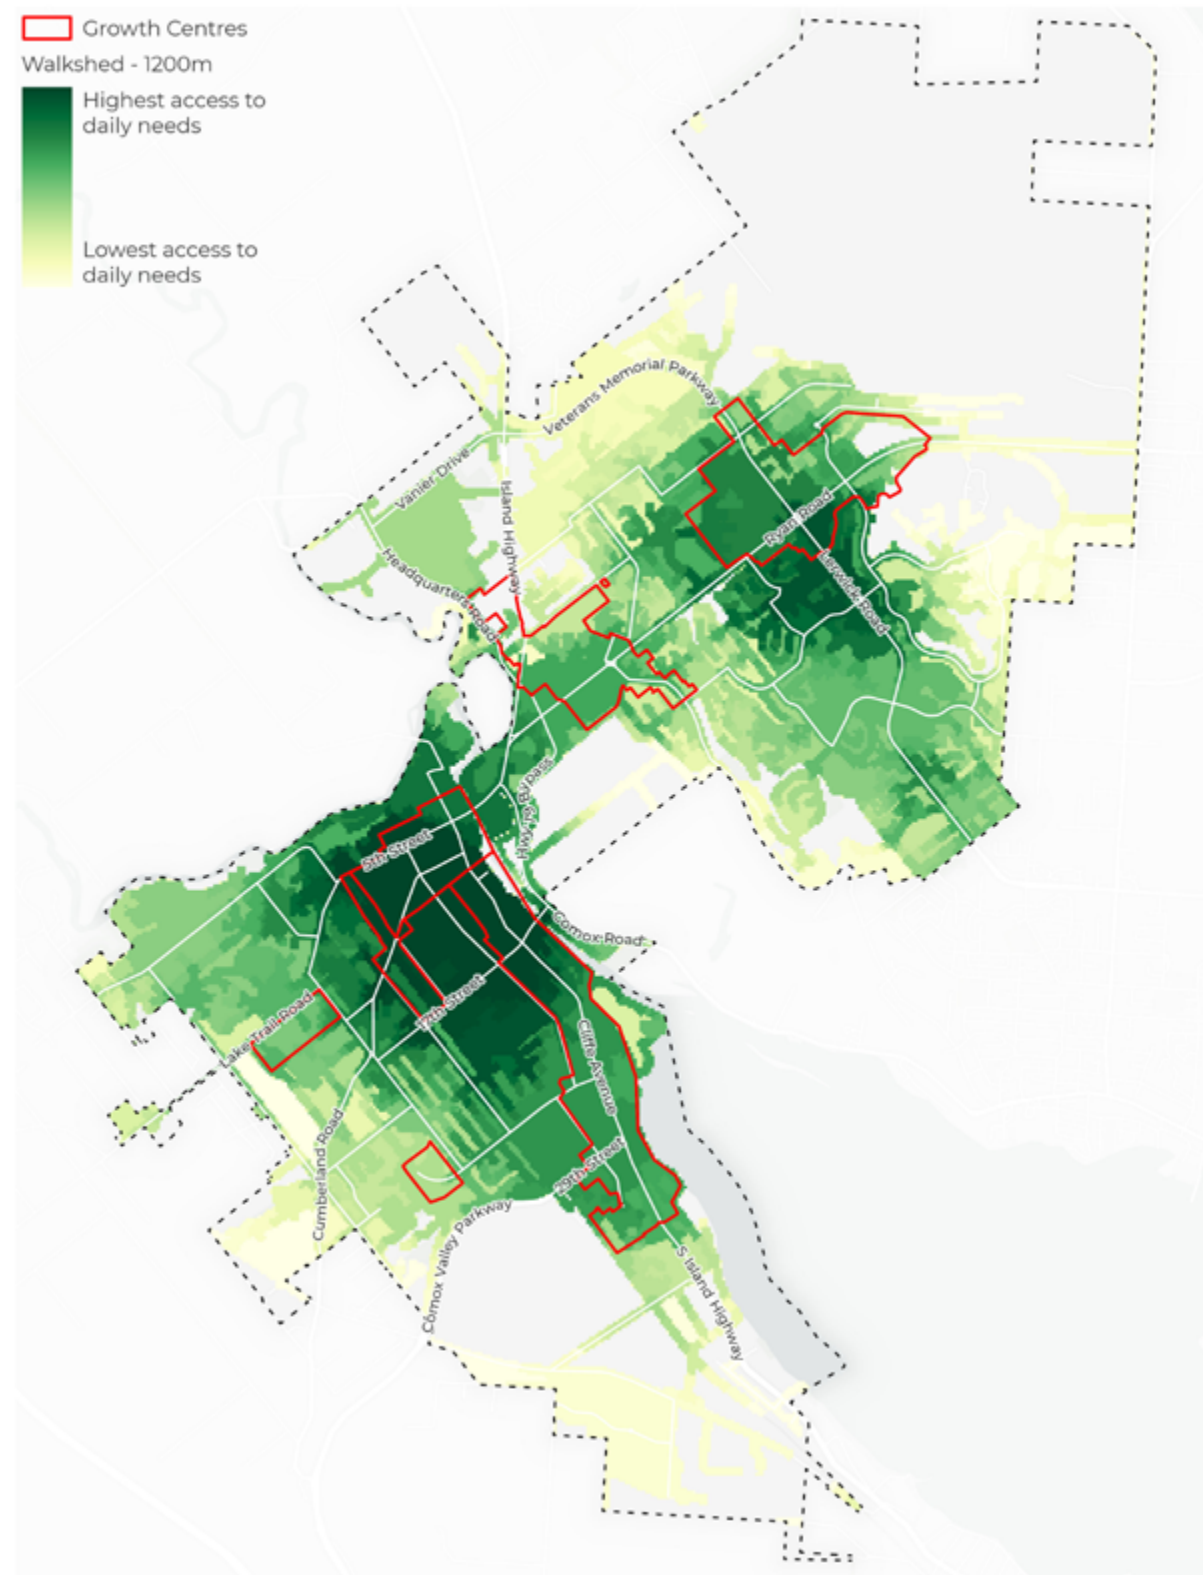 Growth Centres
Walkshed - 1200m
Highest access to
daily needs
Lowest access to
daily needs
Veterans Memorial Parkway
Vanier Drive
Island Highway
Headquarters Road
Ryan Road
Lerwick Road
Hwy 19 Bypass
5th Street
Comox Road
17th Street
Lake Trail Road
Cliffe Avenue
Cumberland Road
29th Street
Comox Valley Parkway
S Island Highway